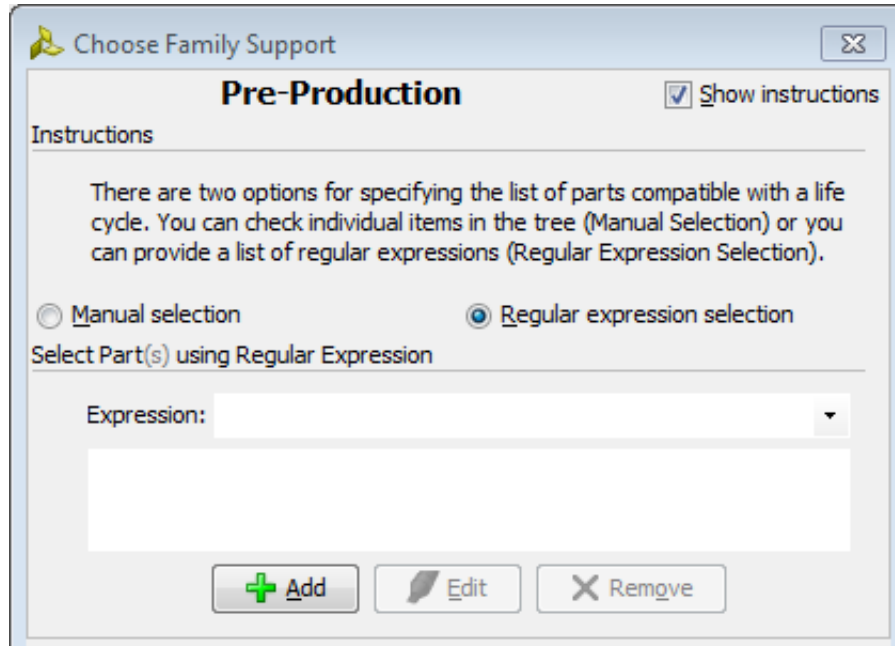 Choose Family Support
Pre-Production
Show instructions
Instructions
There are two options for specifying the list of parts compatible with a life
cycle. You can check individual items in the tree (Manual Selection) or you
can provide a list of regular expressions (Regular Expression Selection).
Manual selection
Regular expression selection
Select Part(s) using Regular Expression
Expression:
Add
Edit
Remove